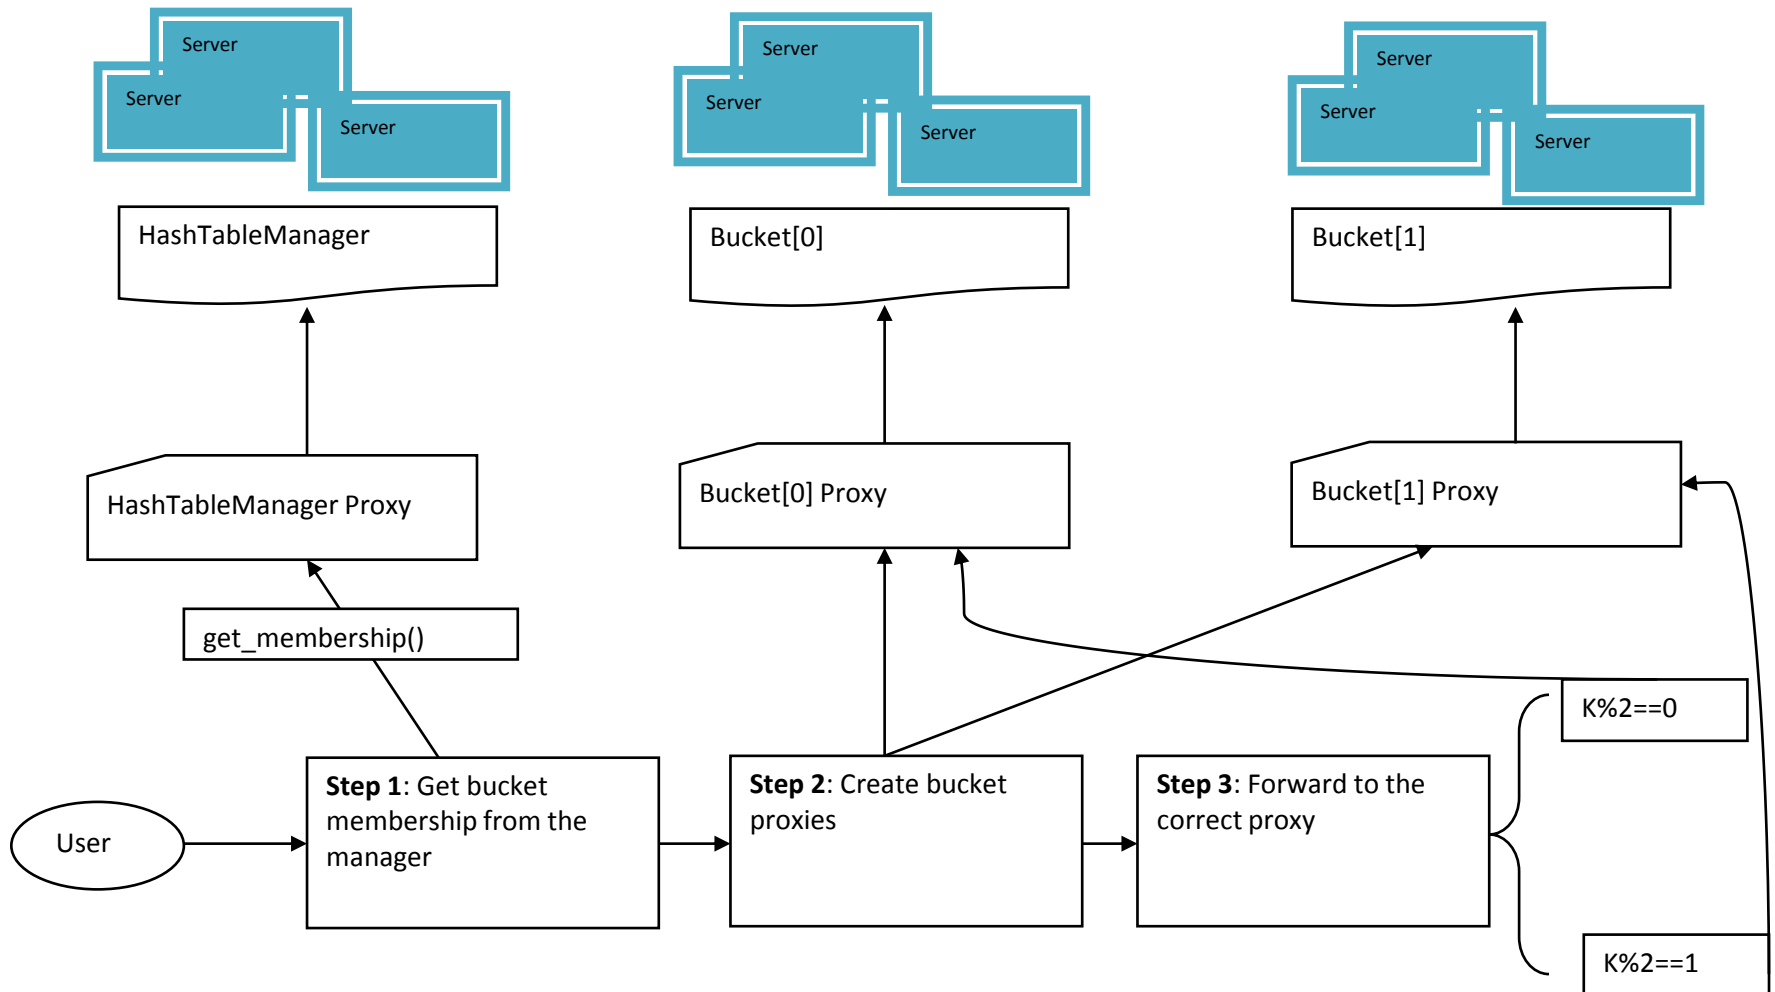 Server
Server
Server
Server
Server
Server
Server
Server
Server
HashTableManager
Bucket[0]
Bucket[1]
HashTableManager Proxy
Bucket[0] Proxy
Bucket[1] Proxy
get_membership()
K%2==0
User
Step 1: Get bucket
membership from the
manager
Step 2: Create bucket
proxies
Step 3: Forward to the
correct proxy
K%2==1